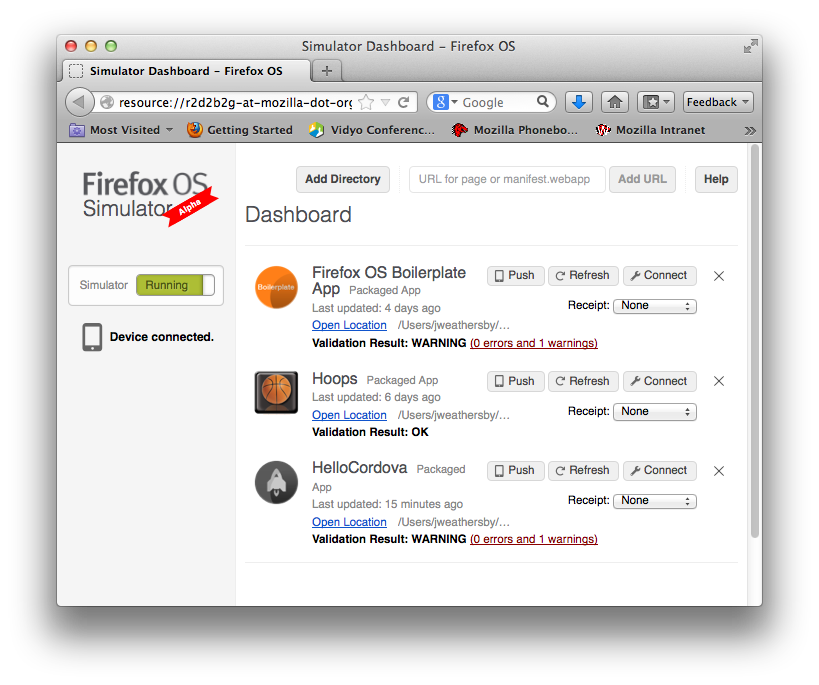 Simulator Dashboard – Firefox OS
Simulator Dashboard – Firefox OS
resource://r2d2b2g-at-mozilla-dot-org
Google
Feedback
Most Visited
Getting Started
Vidyo Conferenc...
Mozilla Phonebo...
Mozilla Intranet
Firefox OS
Simulator
Alpha
Simulator
Running
Device connected.
Add Directory
URL for page or manifest.webapp
Add URL
Help
Dashboard
Boilerplate
Firefox OS Boilerplate
App Packaged App
Last updated: 4 days ago
Open Location /Users/jweathersby/...
Validation Result: WARNING (0 errors and 1 warnings)
Push
Refresh
Connect
Receipt: None
Hoops Packaged App
Last updated: 6 days ago
Open Location /Users/jweathersby/...
Validation Result: OK
Push
Refresh
Connect
Receipt: None
HelloCordova Packaged
App
Last updated: 15 minutes ago
Open Location /Users/jweathersby/...
Validation Result: WARNING (0 errors and 1 warnings)
Push
Refresh
Connect
Receipt: None